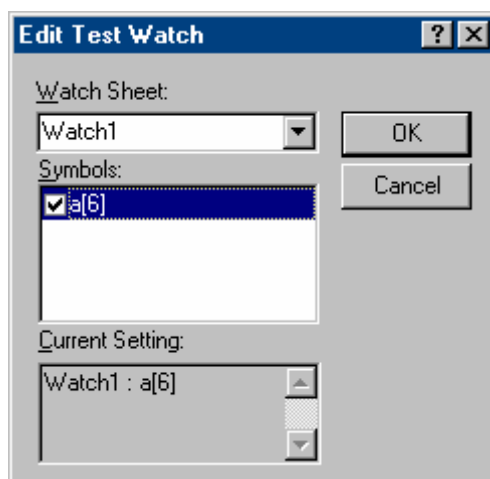 Edit Test Watch
Watch Sheet:
Watch1
OK
Symbols:
Cancel
a[6]
Current Setting:
Watch1 : a[6]